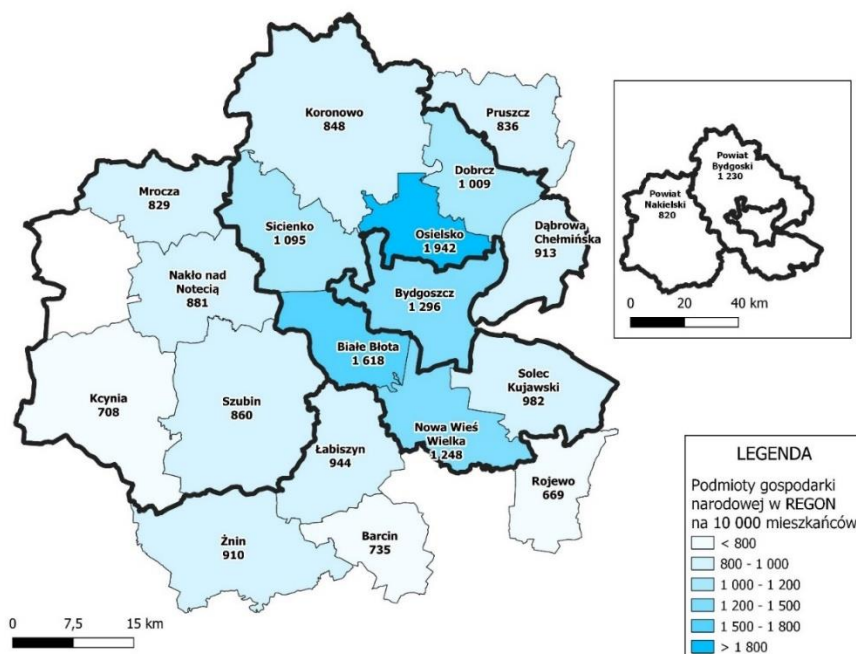 Koronowo
848
Pruszcz
836
Dobrcz
1 009
Mrocza
829
Sicienko
1 095
Osielsko
1 942
Dąbrowa
Chełmińska
913
Nakło nad
Notecią
881
Bydgoszcz
1 296
Białe Błota
1 618
Kcynia
708
Szubin
860
Solec
Kujawski
982
Nowa Wieś
Wielka
1 248
Łabiszyn
944
Rojewo
669
Żnin
910
Barcin
735
0 7,5 15 km
Powiat
Bydgoski
1 230
Powiat
Nakielski
820
0 20 40 km
LEGENDA
Podmioty gospodarki
narodowej w REGON
na 10 000 mieszkańców
< 800
800 - 1 000
1 000 - 1 200
1 200 - 1 500
1 500 - 1 800
> 1 800